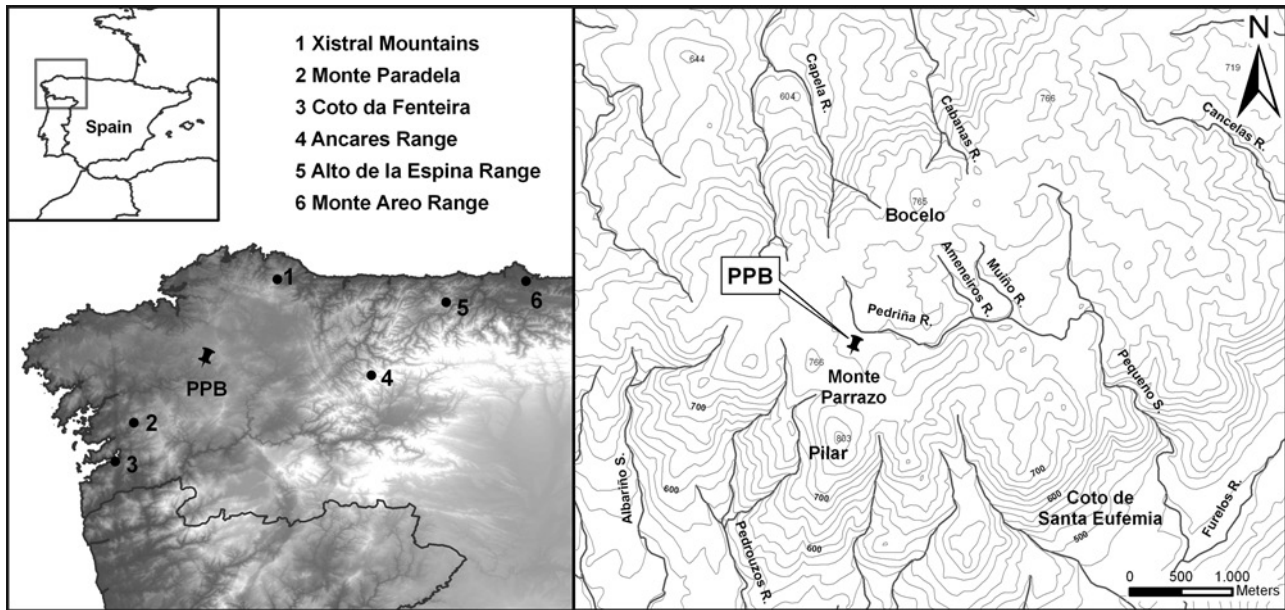 Spain
1 Xistral Mountains
2 Monte Paradela
3 Coto da Fenteira
4 Ancares Range
5 Alto de la Espina Range
6 Monte Areo Range
1
6
5
PPB
4
2
3
N
644
Capela R.
604
Cabanas R.
766
719
Cancelas R.
765
Bocelo
PPB
Ameneiros R.
Muiño R.
Pedriña R.
766
Monte
Parrazo
Pequeño S.
700
803
Pilar
Albariño S.
600
700
Pedrouzos R.
600
700
600
Coto de
Santa Eufemia
500
Furelos R.
0 500 1.000
Meters